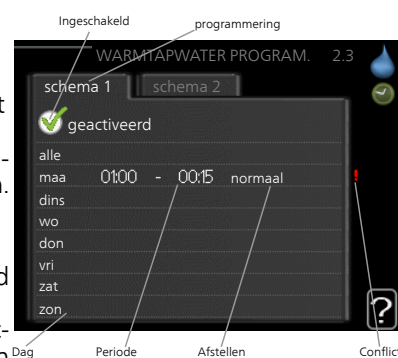 Ingeschakeld
programmering
WARMTAPWATER PROGRAM. 2.3
schema 1 schema 2
geactiveerd
alle
maa 01:00 - 00:15 normaal !
dins
wo
don
vri
zat
zon
?
Dag Periode Afstellen Conflict